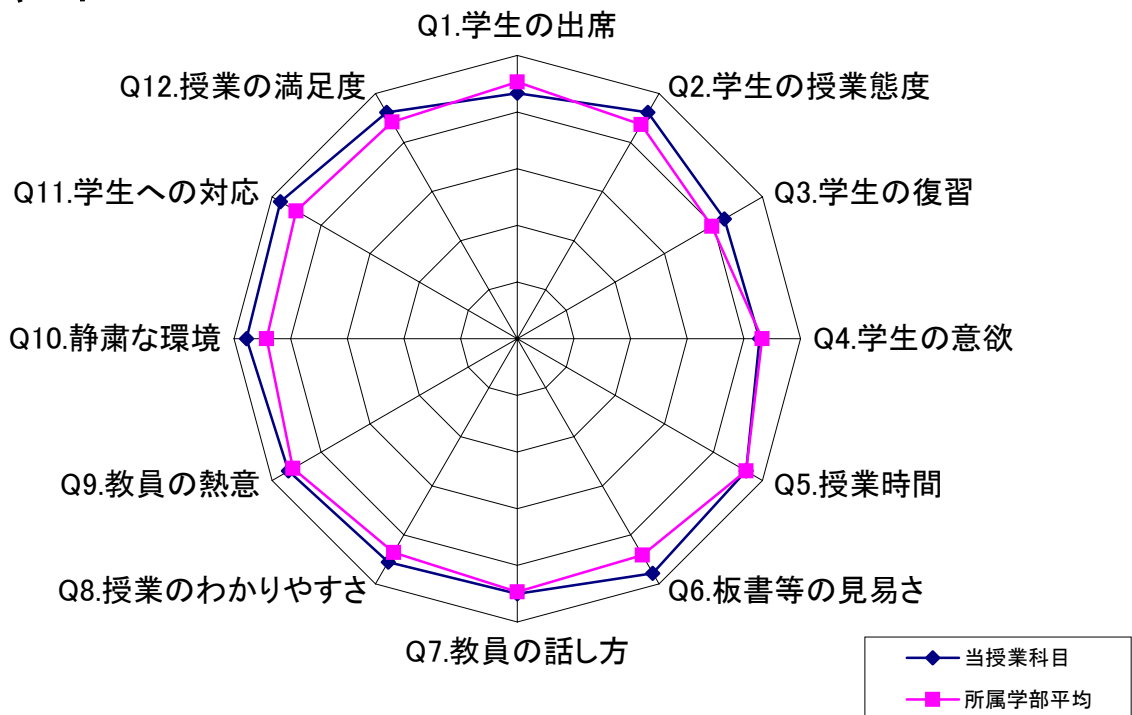 Q1.学生の出席
Q2.学生の授業態度
Q3.学生の復習
Q4.学生の意欲
Q5.授業時間
Q6.板書等の見易さ
Q7.教員の話し方
Q8.授業のわかりやすさ
Q9.教員の熱意
Q10.静粛な環境
Q11.学生への対応
Q12.授業の満足度
当授業科目
所属学部平均